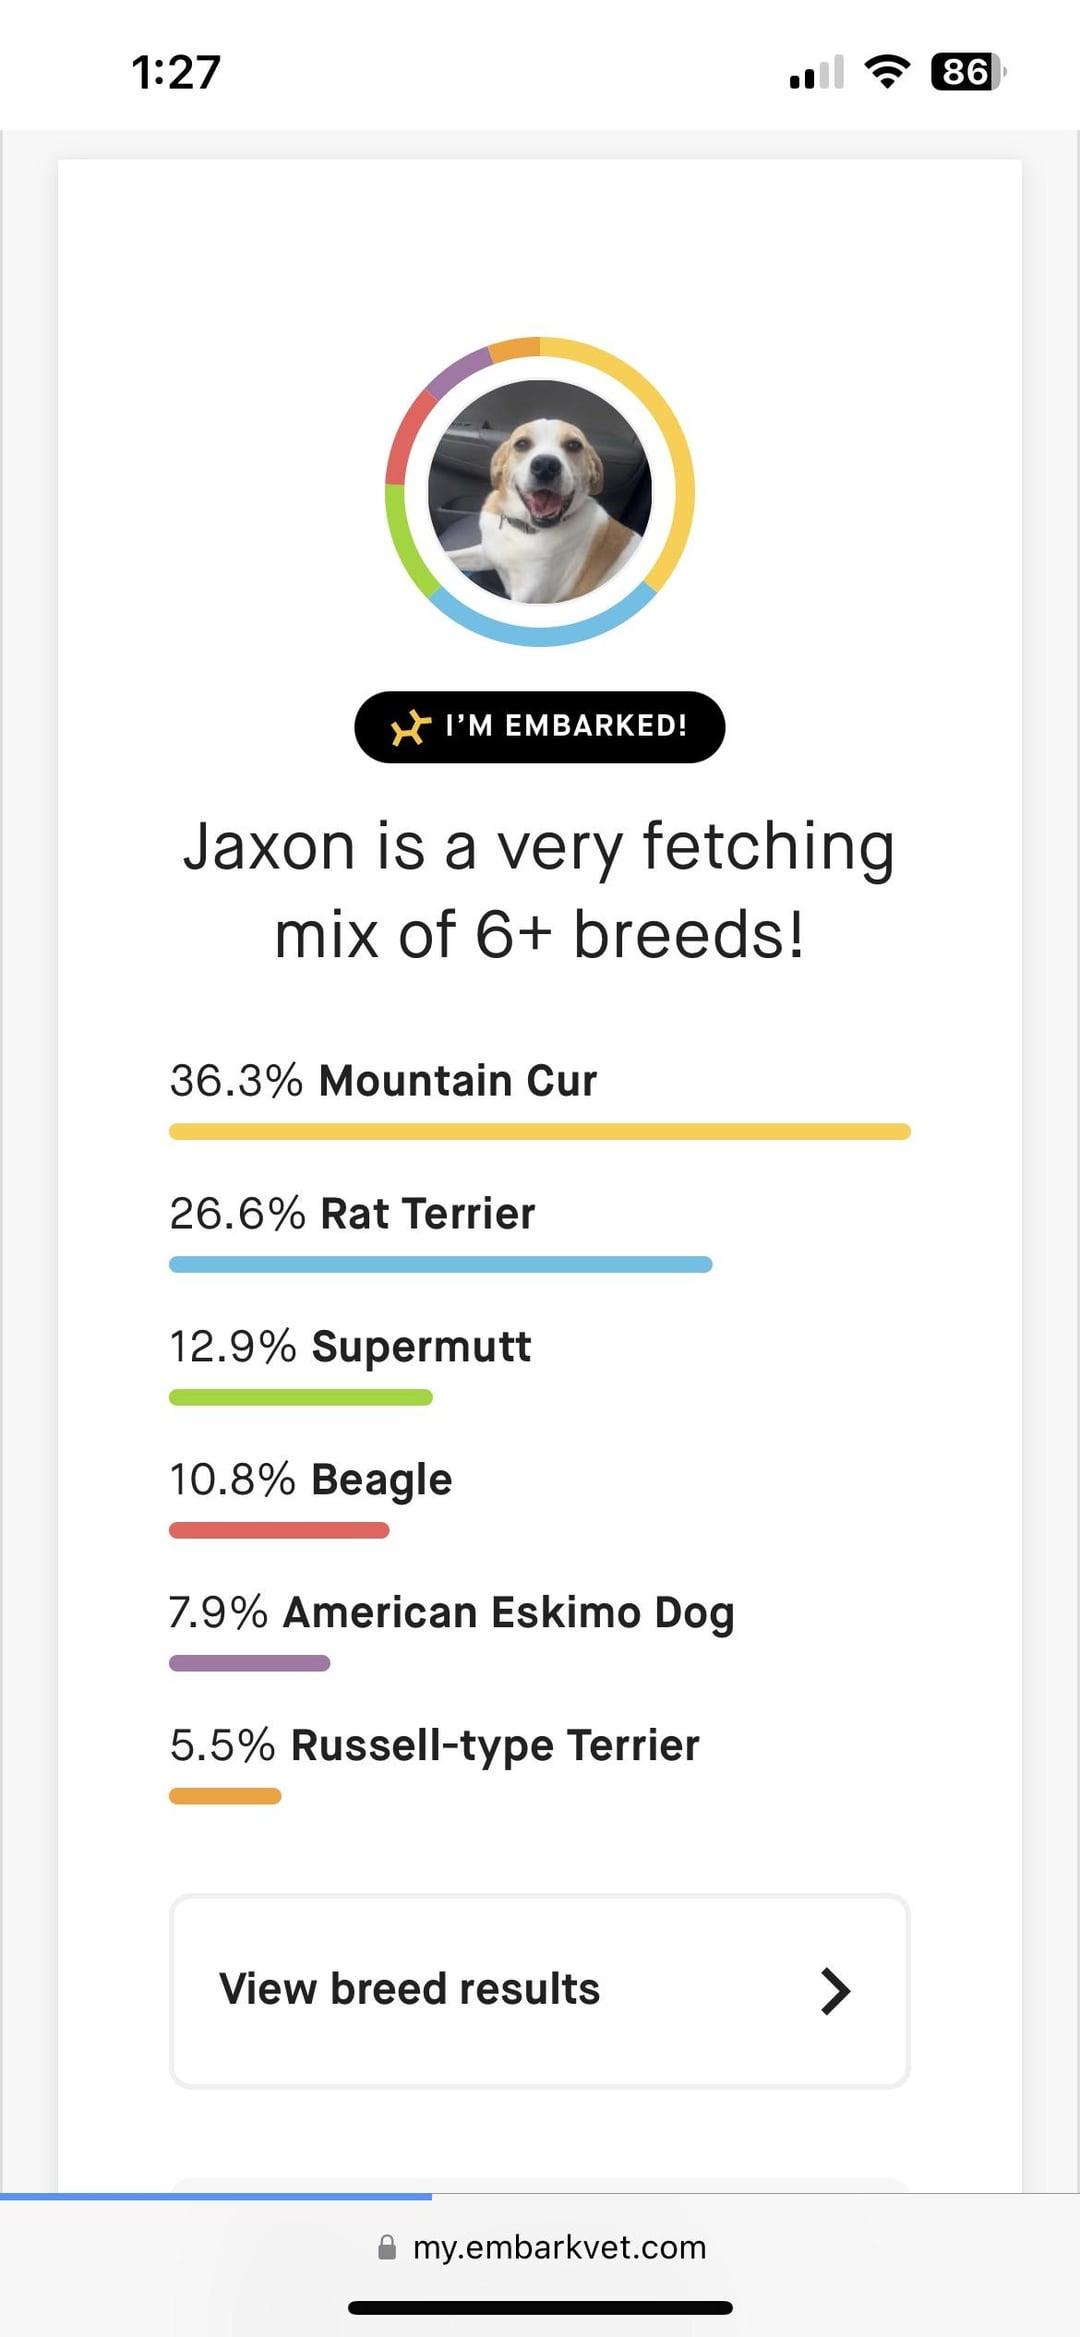 1:27
86
I’M EMBARKED!
Jaxon is a very fetching
mix of 6+ breeds!
36.3% Mountain Cur
26.6% Rat Terrier
12.9% Supermutt
10.8% Beagle
7.9% American Eskimo Dog
5.5% Russell-type Terrier
View breed results
my.embarkvet.com